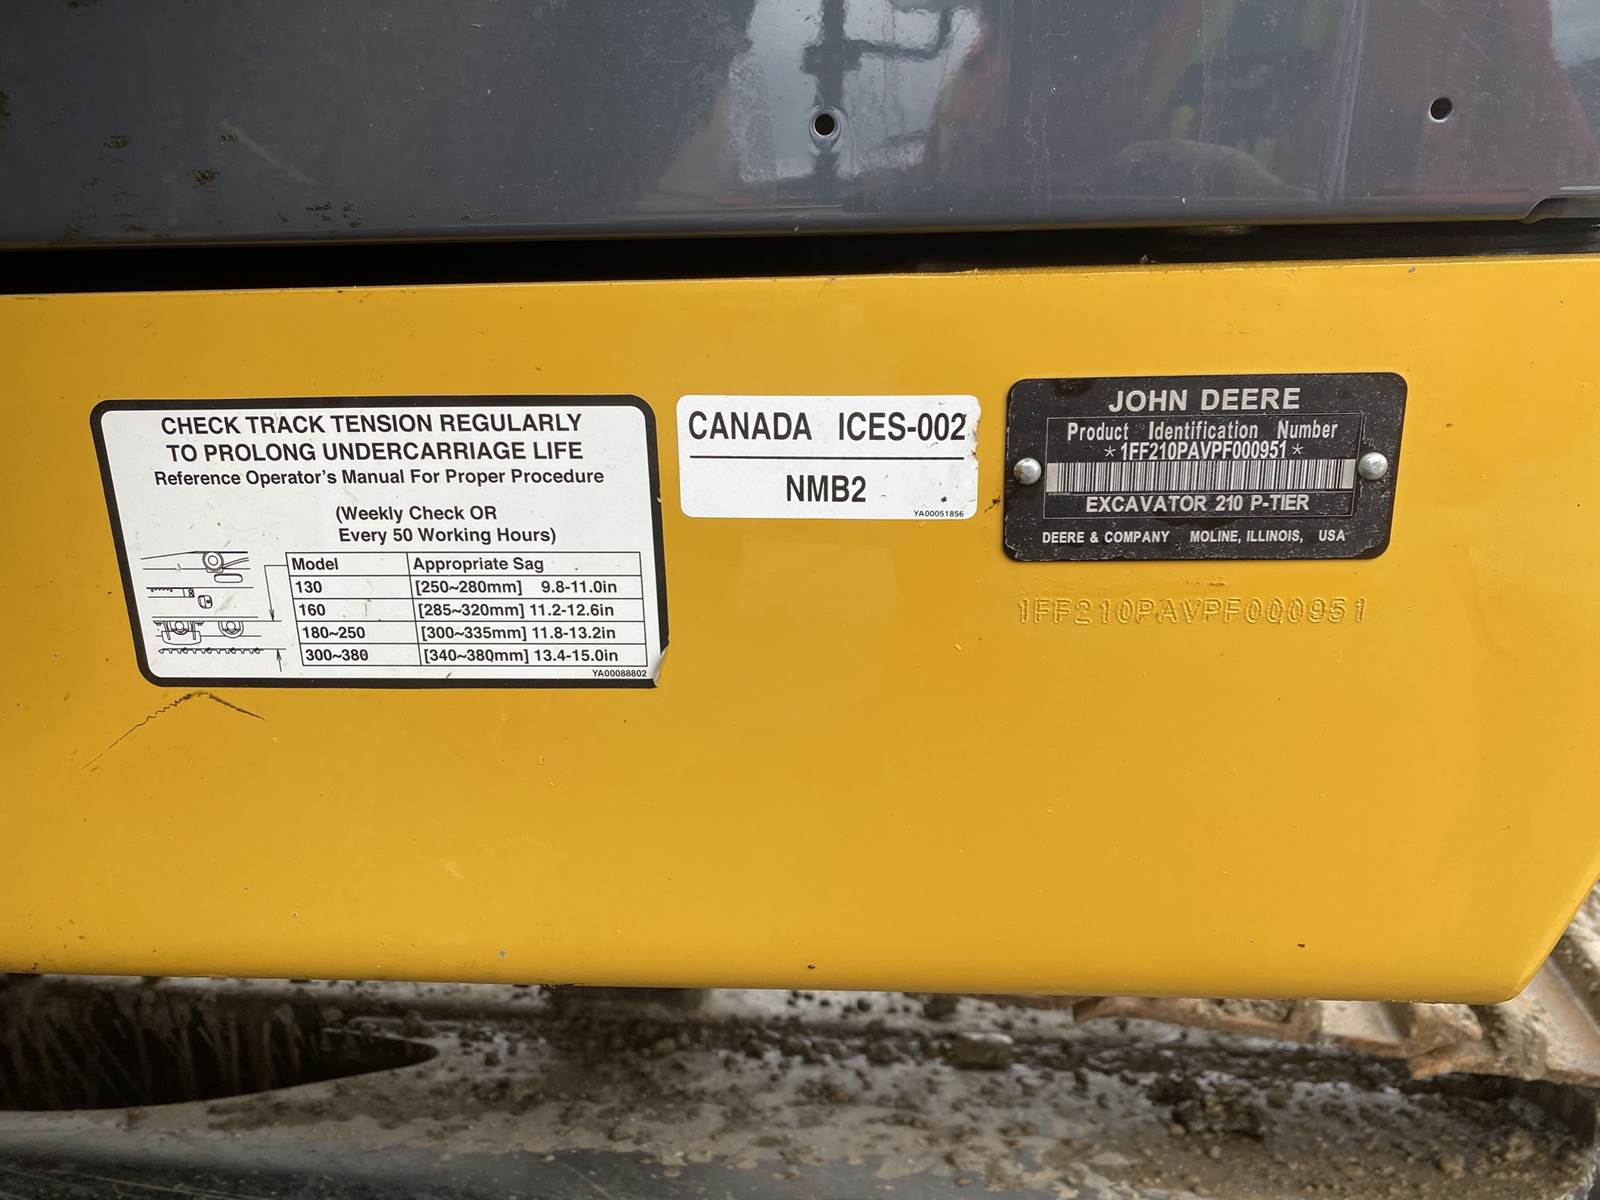 CHECK TRACK TENSION REGULARLY
TO PROLONG UNDERCARRIAGE LIFE
Reference Operator's Manual For Proper Procedure
(Weekly Check OR
Every 50 Working Hours)
Model Appropriate Sag
130 [250~280mm] 9.8-11.0in
160 [285~320mm] 11.2-12.6in
180~250 [300~335mm] 11.8-13.2in
300~380 [340~380mm] 13.4-15.0in
YA00088802
CANADA ICES-002
NMB2
YA00051856
JOHN DEERE
Product Identification Number
*1FF210PAVPF000951*
EXCAVATOR 210 P-TIER
DEERE & COMPANY MOLINE, ILLINOIS, USA
1FF210PAVPF000951